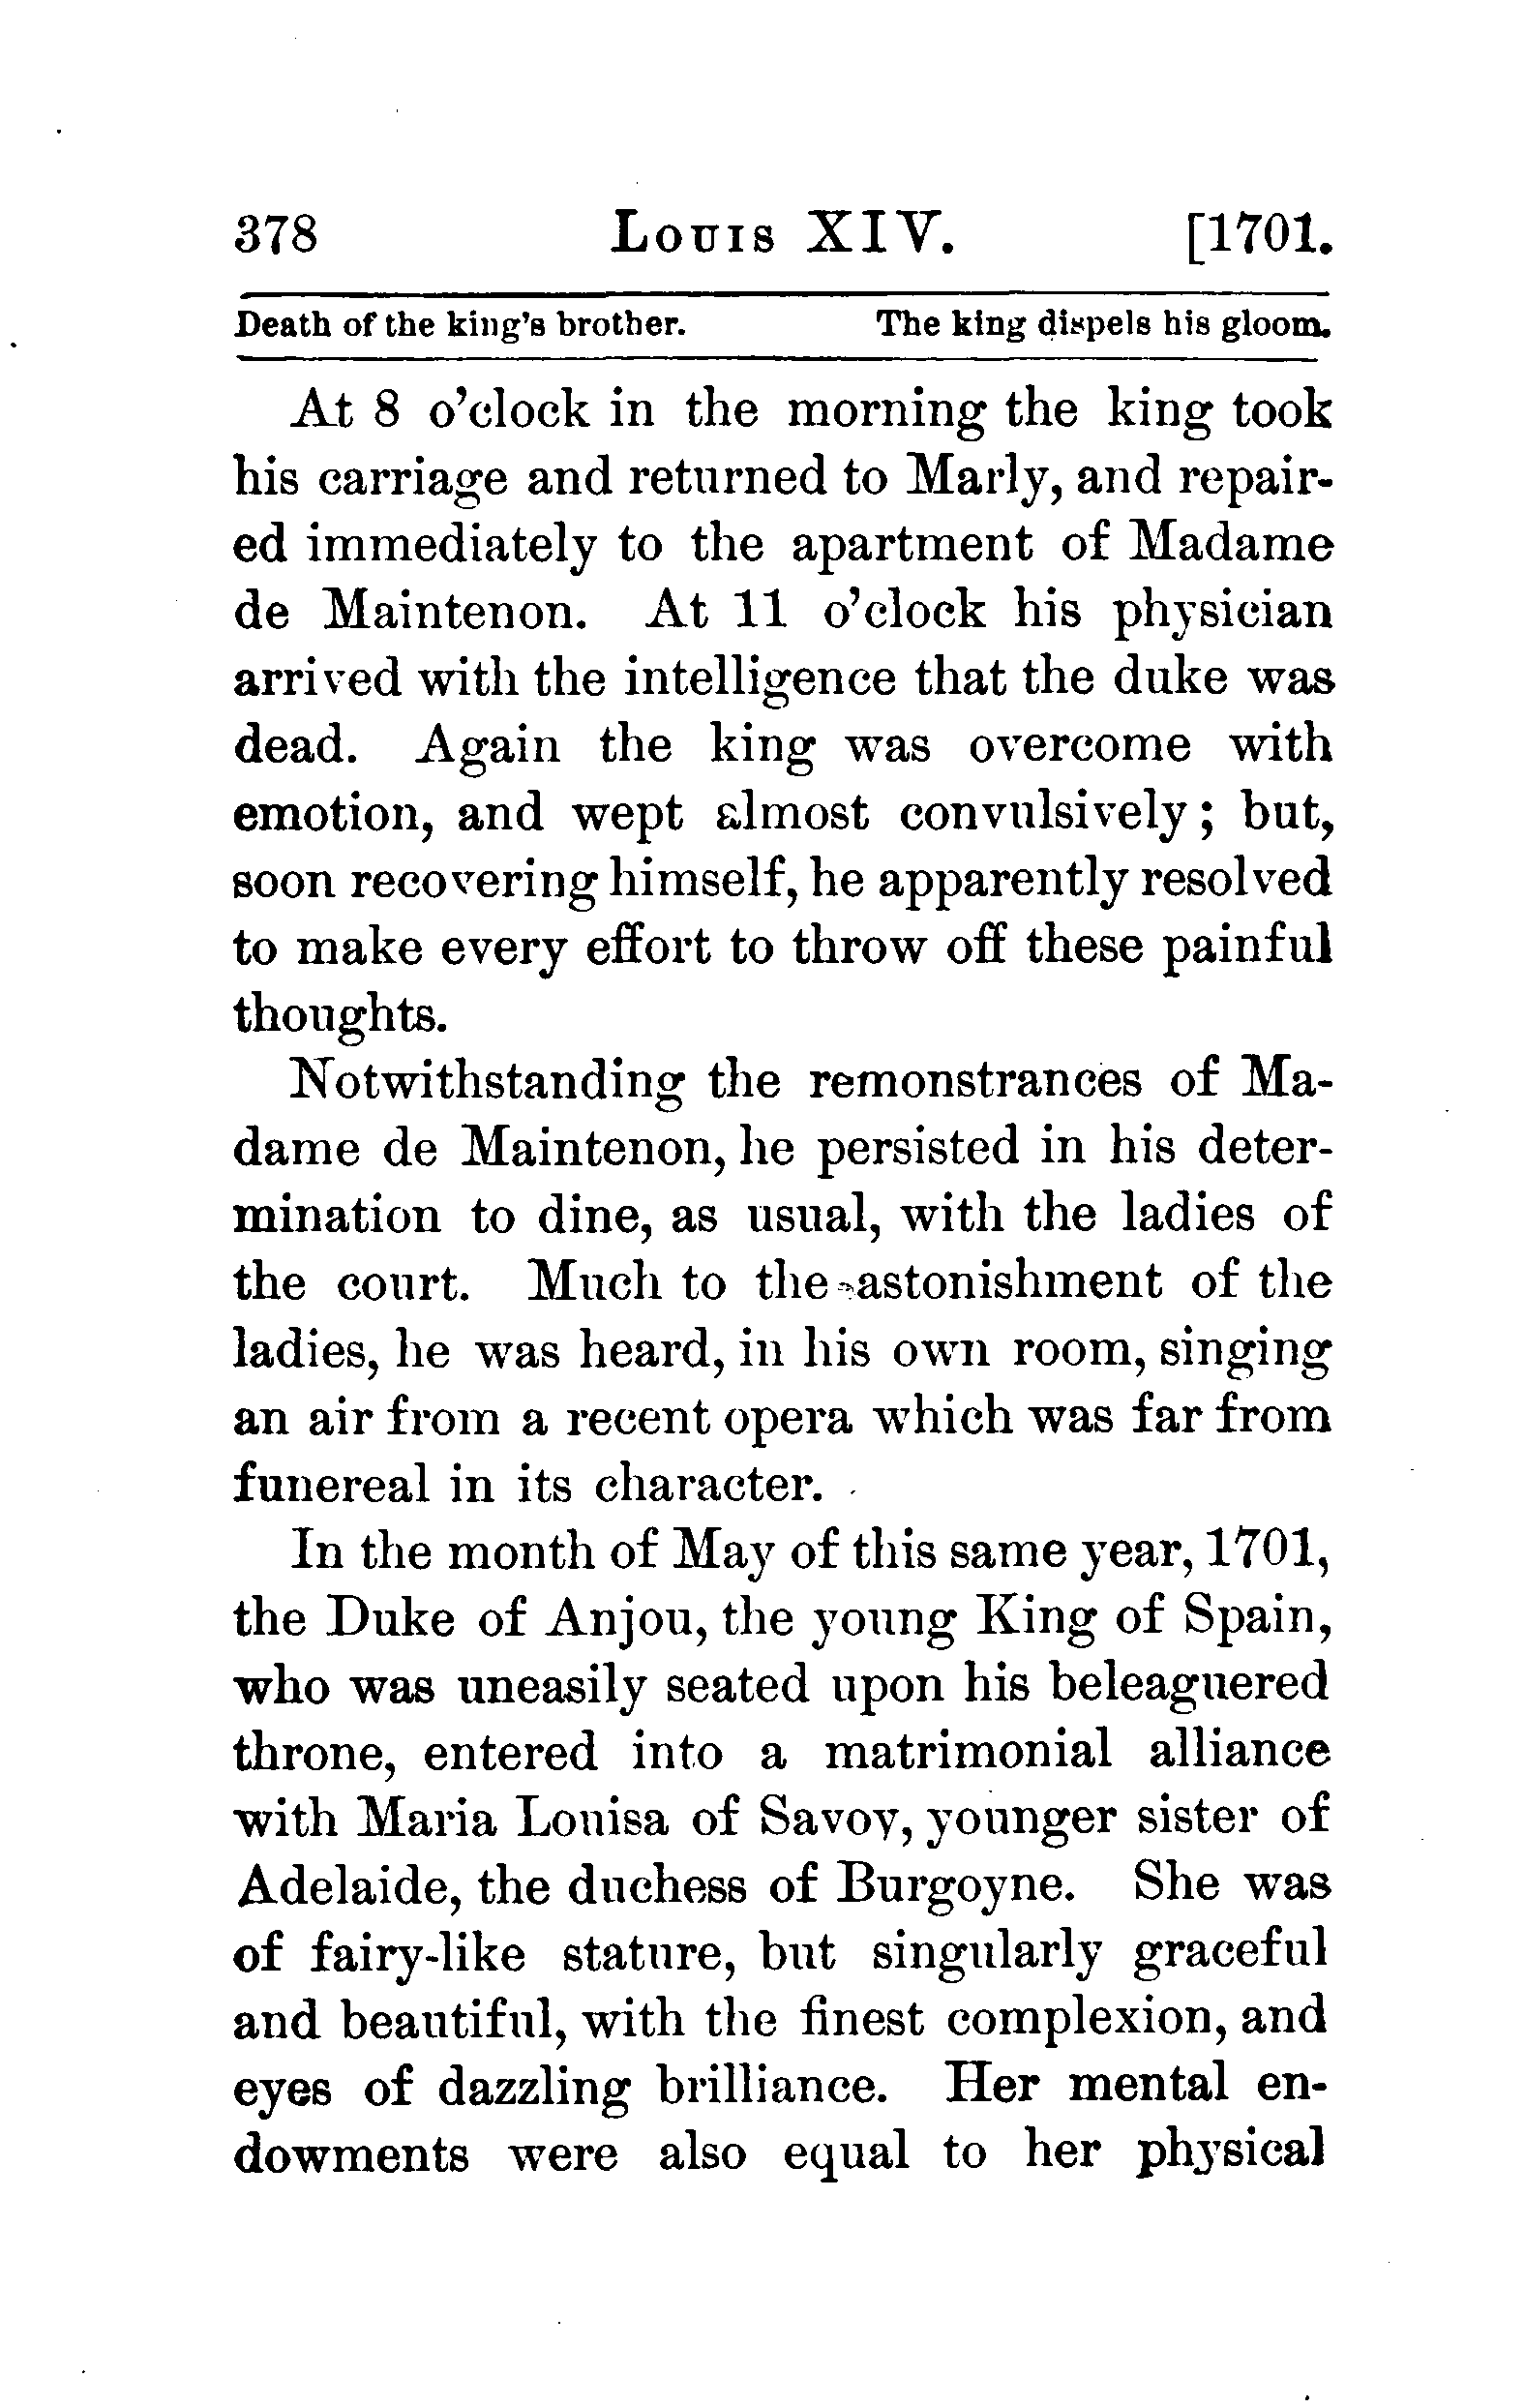 378 Louis XIV. [1701.
Death of the king's brother. The king dispels his gloom.
At 8 o'clock in the morning the king took
his carriage and returned to Marly, and repair-
ed immediately to the apartment of Madame
de Maintenon. At 11 o'clock his physician
arrived with the intelligence that the duke was
dead. Again the king was overcome with
emotion, and wept almost convulsively; but,
soon recovering himself, he apparently resolved
to make every effort to throw off these painful
thoughts.
Notwithstanding the remonstrances of Ma-
dame de Maintenon, he persisted in his deter-
mination to dine, as usual, with the ladies of
the court. Much to the astonishment of the
ladies, he was heard, in his own room, singing
an air from a recent opera which was far from
funereal in its character.
In the month of May of this same year, 1701,
the Duke of Anjou, the young King of Spain,
who was uneasily seated upon his beleaguered
throne, entered into a matrimonial alliance
with Maria Louisa of Savoy, younger sister of
Adelaide, the duchess of Burgoyne. She was
of fairy-like stature, but singularly graceful
and beautiful, with the finest complexion, and
eyes of dazzling brilliance. Her mental en-
dowments were also equal to her physical